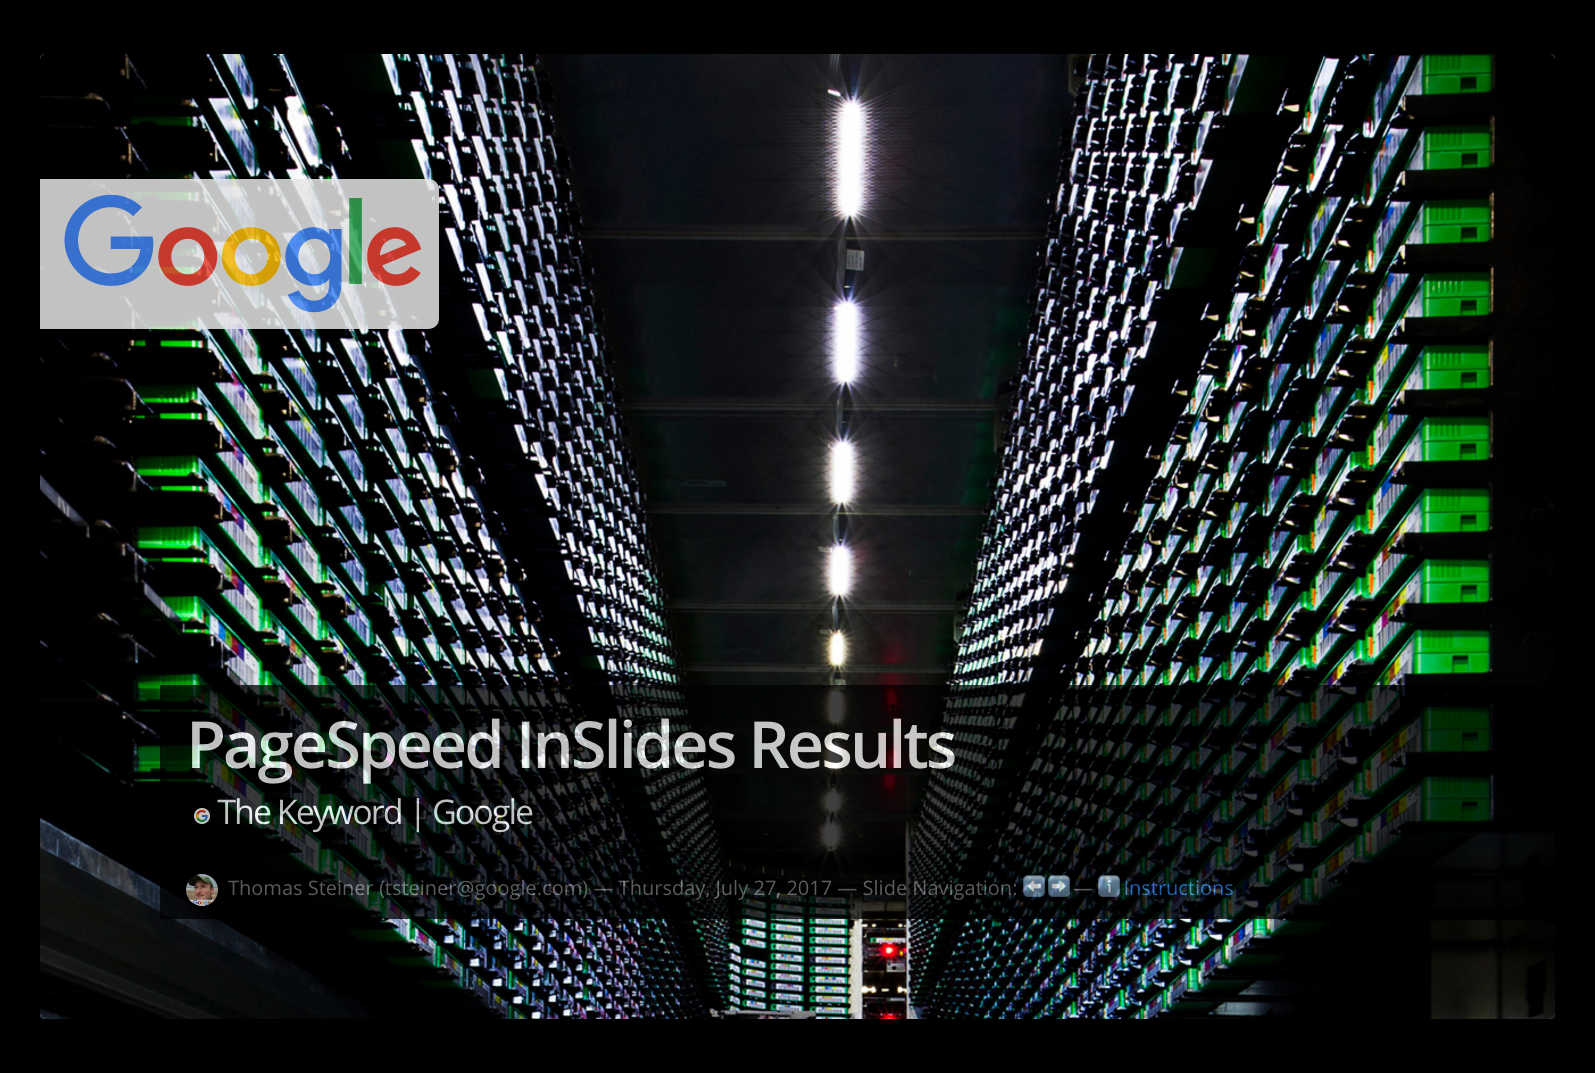 Google
PageSpeed InSlides Results
The Keyword | Google
Thomas Steiner (tsteiner@google.com) — Thursday, July 27, 2017 — Slide Navigation: ⬅️ ➡️ — ℹ️ Instructions